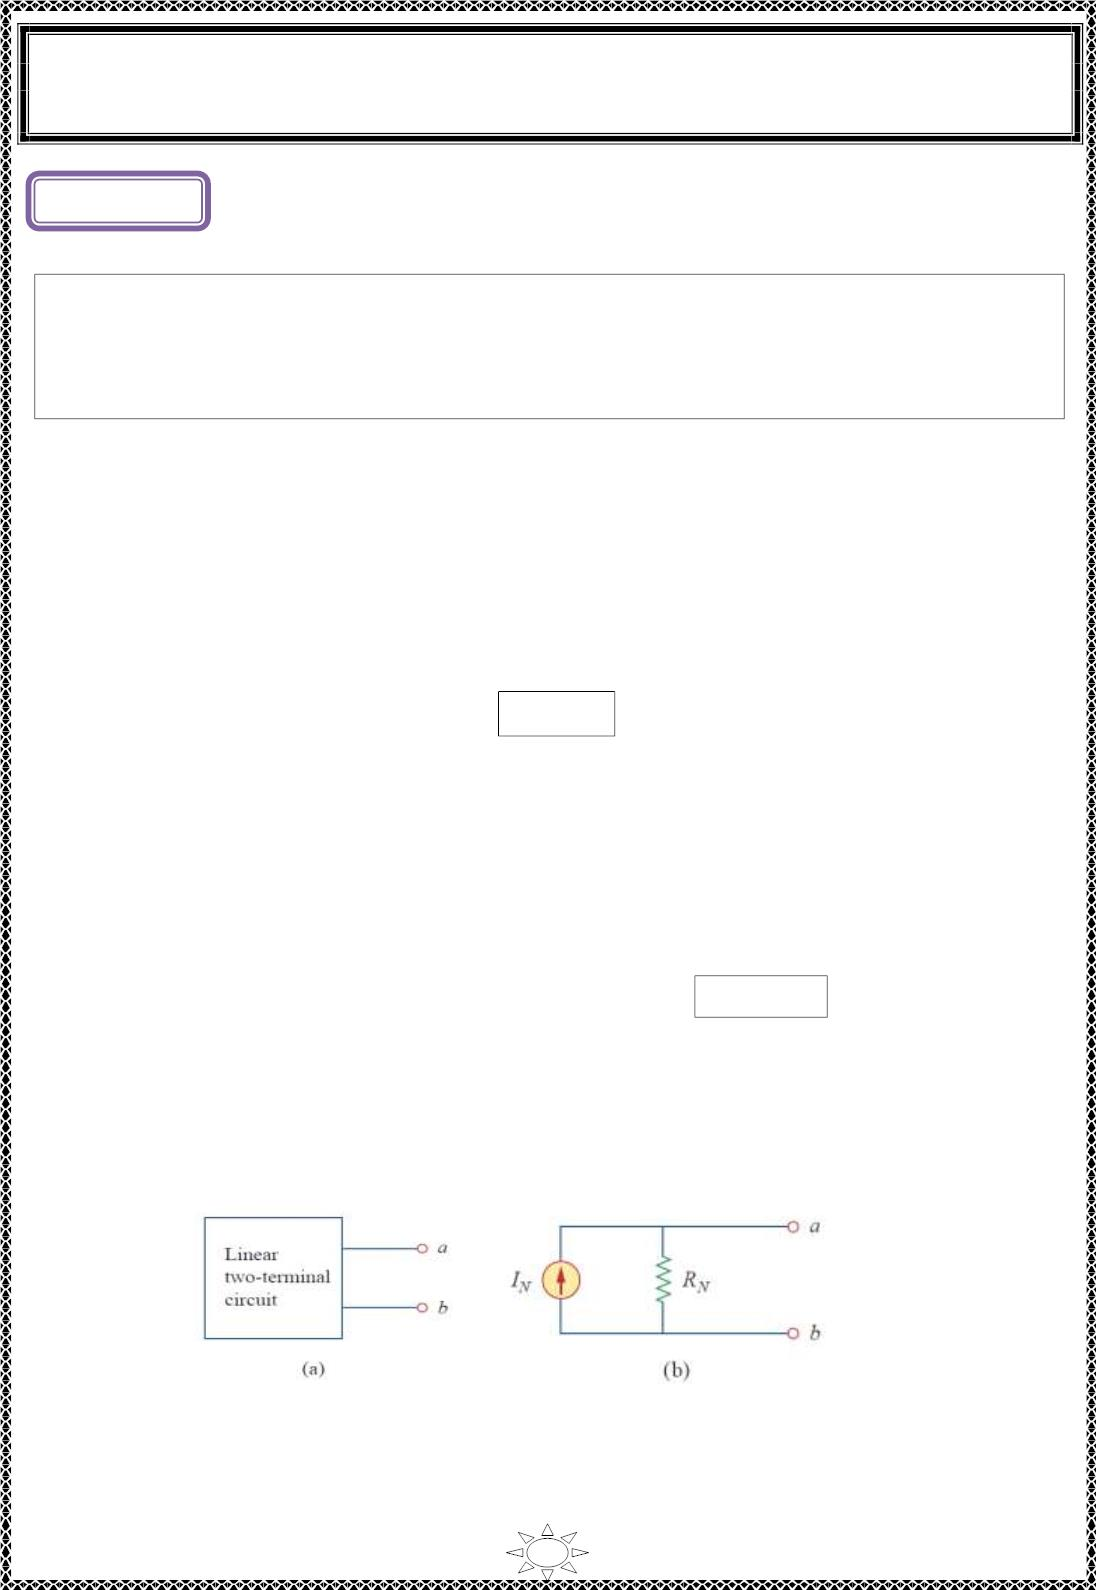 Linear
two-terminal
circuit
a
b
(a)
I_N
R_N
a
b
(b)